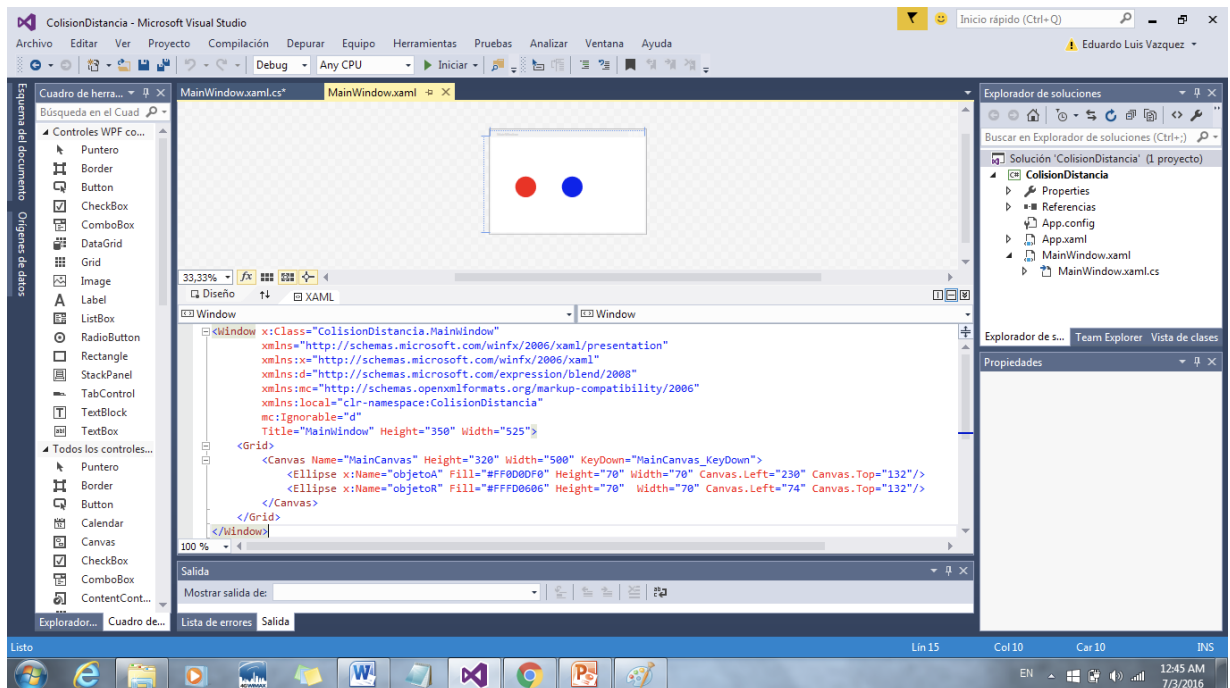 ColisionDistancia - Microsoft Visual Studio
Inicio rápido (Ctrl+Q)
Archivo Editar Ver Proyecto Compilación Depurar Equipo Herramientas Pruebas Analizar Ventana Ayuda
Eduardo Luis Vazquez
Debug Any CPU Iniciar
Esquema del documento
Orígenes de datos
Cuadro de herra...
Búsqueda en el Cuad
Controles WPF co...
Puntero
Border
Button
CheckBox
ComboBox
DataGrid
Grid
Image
Label
ListBox
RadioButton
Rectangle
StackPanel
TabControl
TextBlock
TextBox
Todos los controles...
Puntero
Border
Button
Calendar
Canvas
CheckBox
ComboBox
ContentCont...
Explorador... Cuadro de...
MainWindow.xaml.cs* MainWindow.xaml
33,33%
Diseño XAML
Window Window
<Window x:Class="ColisionDistancia.MainWindow"
xmlns="http://schemas.microsoft.com/winfx/2006/xaml/presentation"
xmlns:x="http://schemas.microsoft.com/winfx/2006/xaml"
xmlns:d="http://schemas.microsoft.com/expression/blend/2008"
xmlns:mc="http://schemas.openxmlformats.org/markup-compatibility/2006"
xmlns:local="clr-namespace:ColisionDistancia"
mc:Ignorable="d"
Title="MainWindow" Height="350" Width="525">
<Grid>
<Canvas Name="MainCanvas" Height="320" Width="500" KeyDown="MainCanvas_KeyDown">
<Ellipse x:Name="objetoA" Fill="#FF0D0DF0" Height="70" Width="70" Canvas.Left="230" Canvas.Top="132"/>
<Ellipse x:Name="objetoR" Fill="#FFFD0606" Height="70" Width="70" Canvas.Left="74" Canvas.Top="132"/>
</Canvas>
</Grid>
</Window>
100 %
Salida
Mostrar salida de:
Lista de errores Salida
Explorador de soluciones
Buscar en Explorador de soluciones (Ctrl+;)
Solución 'ColisionDistancia' (1 proyecto)
ColisionDistancia
Properties
Referencias
App.config
App.xaml
MainWindow.xaml
MainWindow.xaml.cs
Explorador de s... Team Explorer Vista de clases
Propiedades
Listo Lín 15 Col 10 Car 10 INS
EN
12:45 AM
7/3/2016